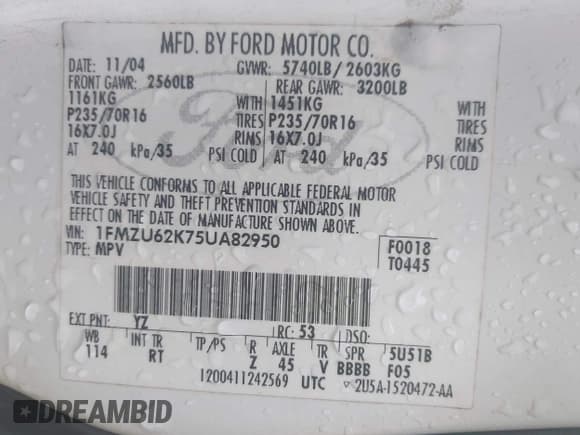 MFD. BY FORD MOTOR CO.
DATE: 11/04 GVWR: 5740LB/ 2603KG
FRONT GAWR: 2560LB REAR GAWR: 3200LB
1161KG WITH 1451KG WITH
P235/70R16 TIRES P235/70R16 TIRES
16X7.0J RIMS 16X7.0J RIMS
AT 240 kPa/35 PSI COLD AT 240 kPa/35 PSI COLD
Ford
THIS VEHICLE CONFORMS TO ALL APPLICABLE FEDERAL MOTOR
VEHICLE SAFETY AND THEFT PREVENTION STANDARDS IN
EFFECT ON THE DATE OF MANUFACTURE SHOWN ABOVE.
VIN: 1FMZU62K75UA82950 F0018
TYPE: MPV T0445
EXT PNT: YZ RC: 53 DSO:
WB INT TR TP/PS R AXLE TR SPR 5U51B
114 RT Z 45 V BBBB F05
1200411242569 UTC 2U5A-1520472-AA
DREAMBID